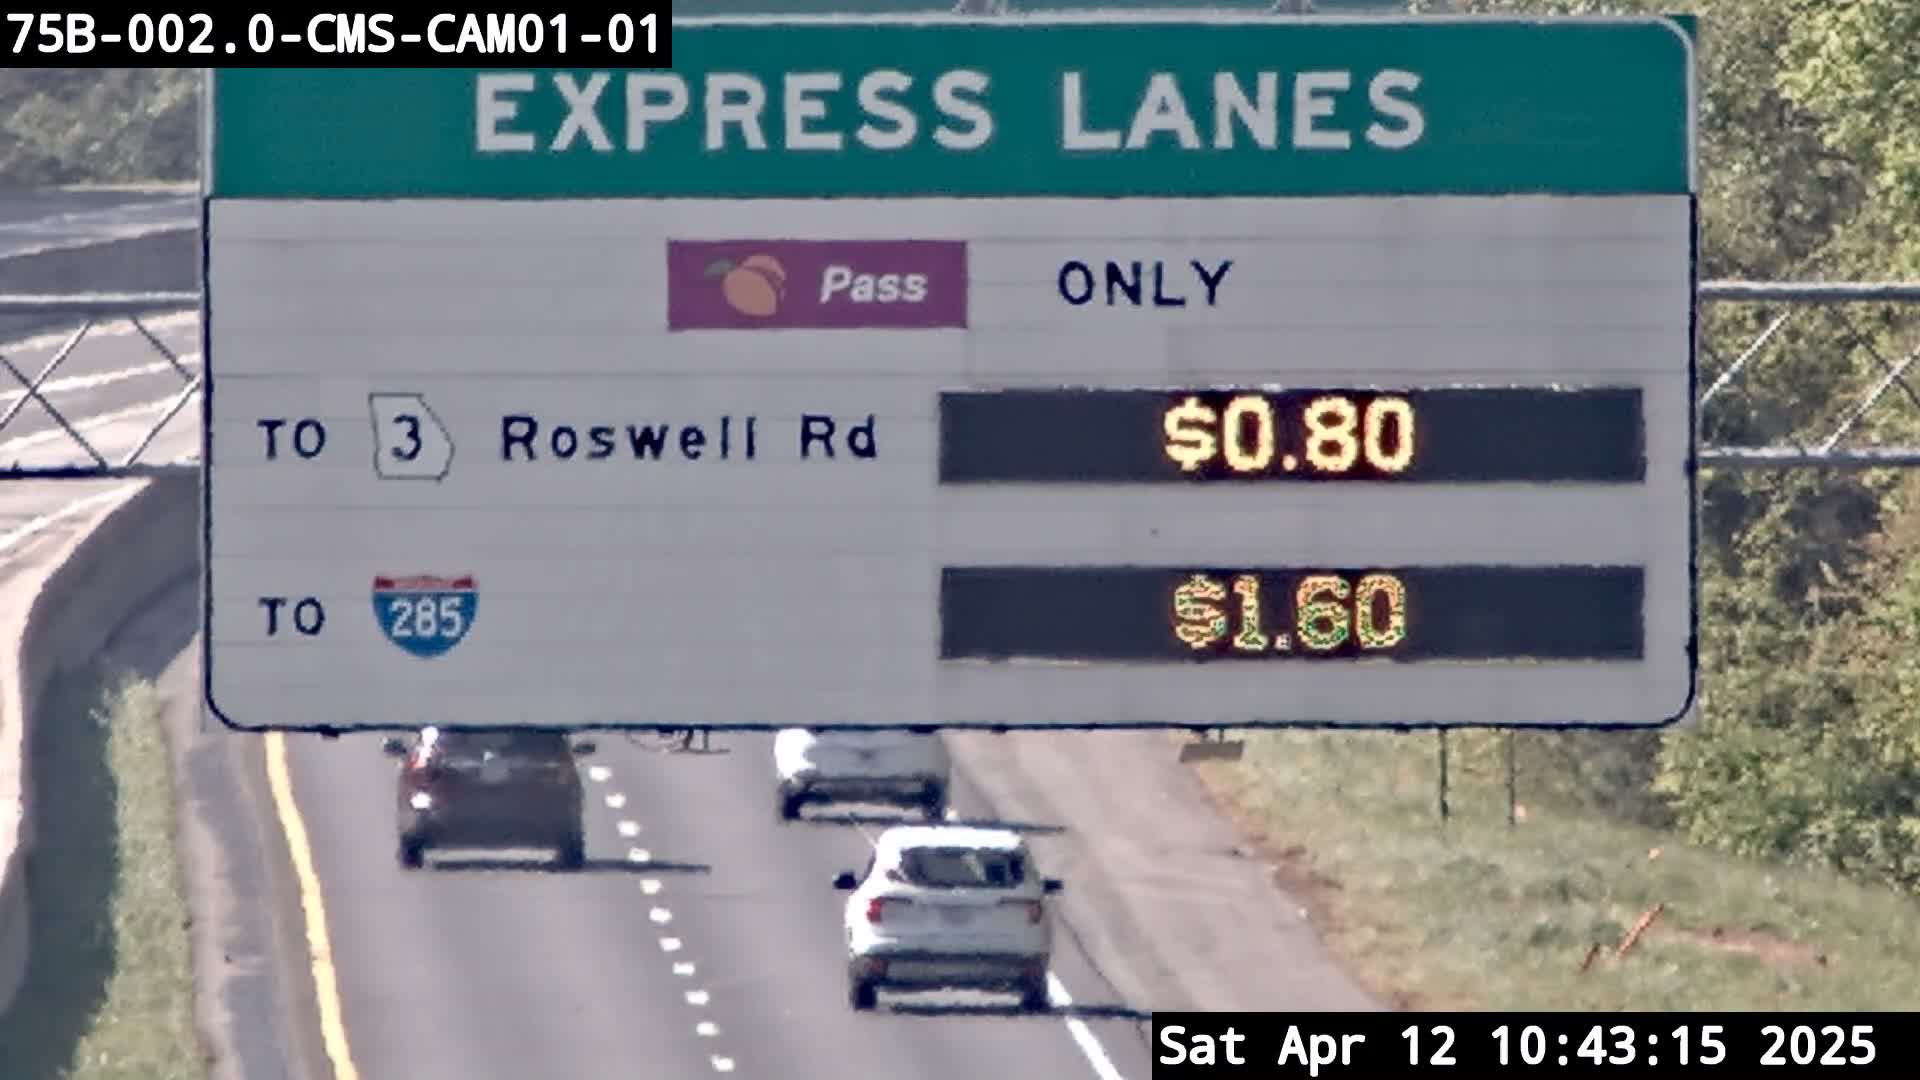 75B-002.0-CMS-CAM01-01
EXPRESS LANES
Pass ONLY
TO 3 Roswell Rd $0.80
TO 285 $1.60
Sat Apr 12 10:43:15 2025